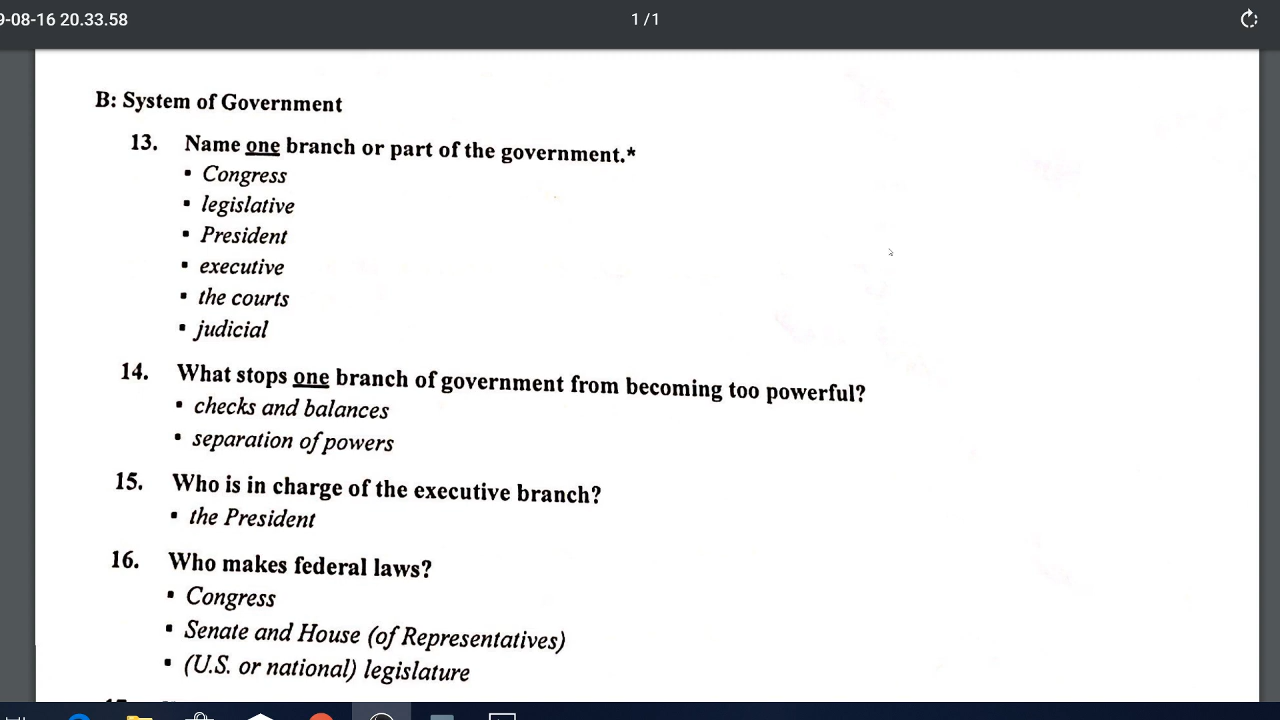 9-08-16 20.33.58
1 / 1
B: System of Government
13. Name one branch or part of the government.*
▪ Congress
▪ legislative
▪ President
▪ executive
▪ the courts
▪ judicial
14. What stops one branch of government from becoming too powerful?
▪ checks and balances
▪ separation of powers
15. Who is in charge of the executive branch?
▪ the President
16. Who makes federal laws?
▪ Congress
▪ Senate and House (of Representatives)
▪ (U.S. or national) legislature